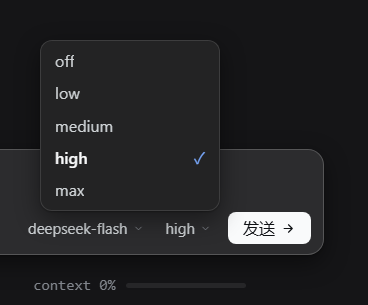 off
low
medium
high ✓
max
deepseek-flash high 发送 →
context 0%